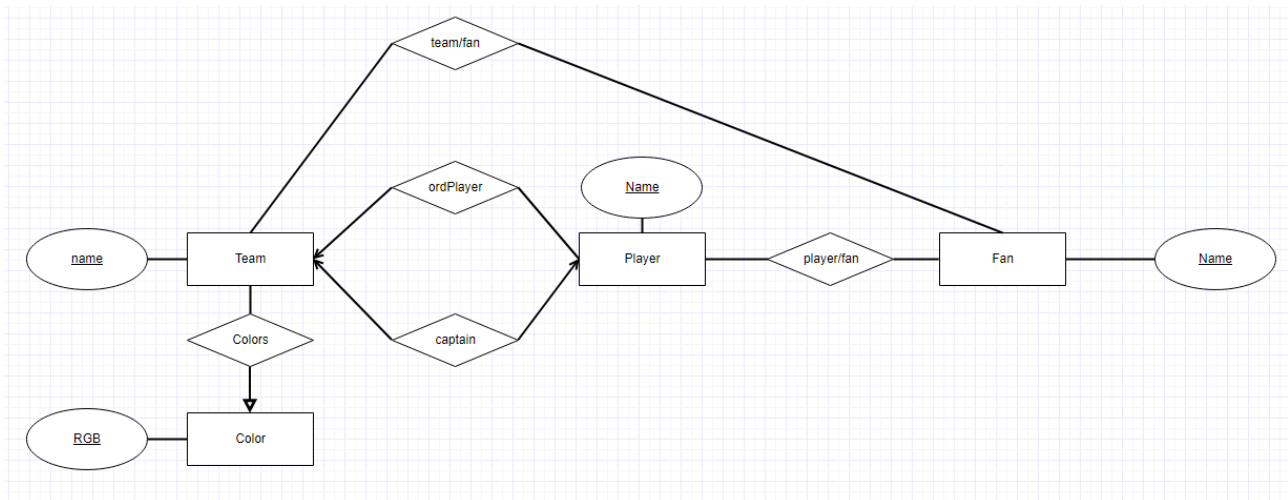 team/fan
ordPlayer
Name
name
Team
Player
player/fan
Fan
Name
Colors
captain
RGB
Color